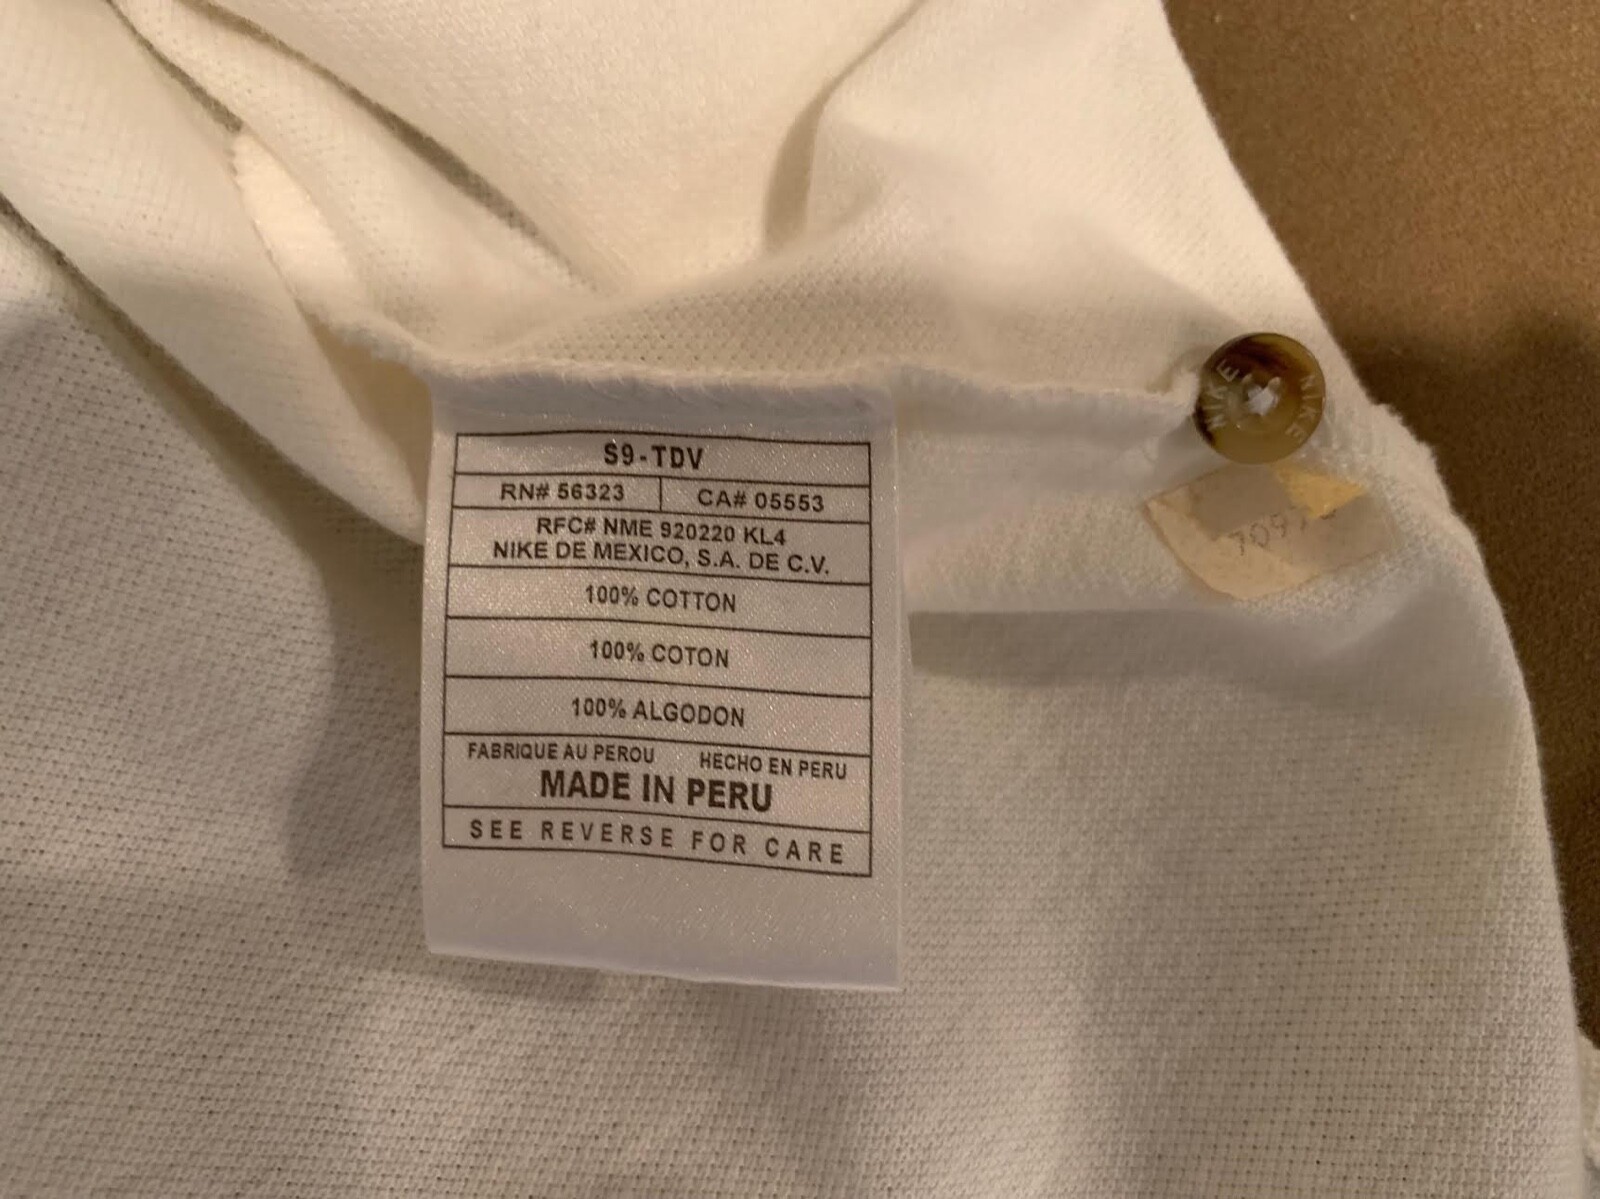 S9-TDV
RN# 56323 CA# 05553
RFC# NME 920220 KL4
NIKE DE MEXICO, S.A. DE C.V.
100% COTTON
100% COTON
100% ALGODON
FABRIQUE AU PEROU HECHO EN PERU
MADE IN PERU
SEE REVERSE FOR CARE
NIKE NIKE